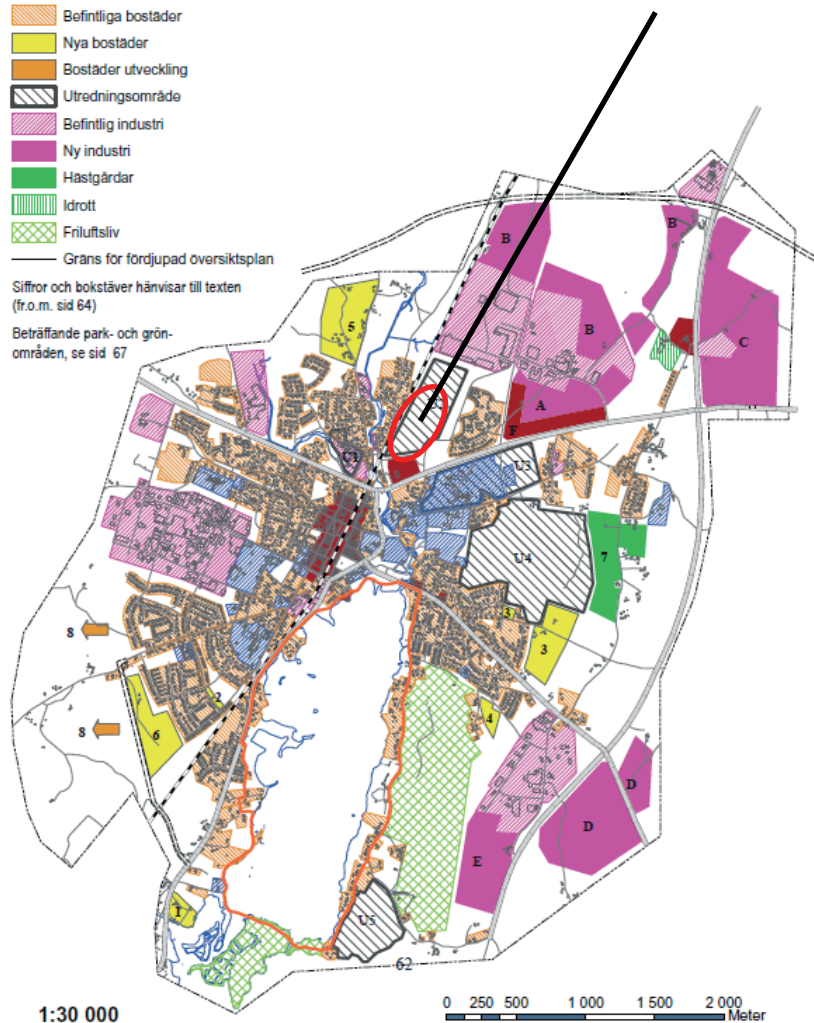 Befintliga bostäder
Nya bostäder
Bostäder utveckling
Utredningsområde
Befintlig industri
Ny industri
Hästgårdar
Idrott
Friluftsliv
Gräns för fördjupad översiktsplan
Siffror och bokstäver hänvisar till texten
(fr.o.m. sid 64)
Beträffande park- och grön-
områden, se sid 67
B
B
B
5
C
A
F
U1
U3
U4
7
3
3
8
2
4
6
8
D
D
E
1
U5
62
1:30 000
0 250 500 1 000 1 500 2 000
Meter